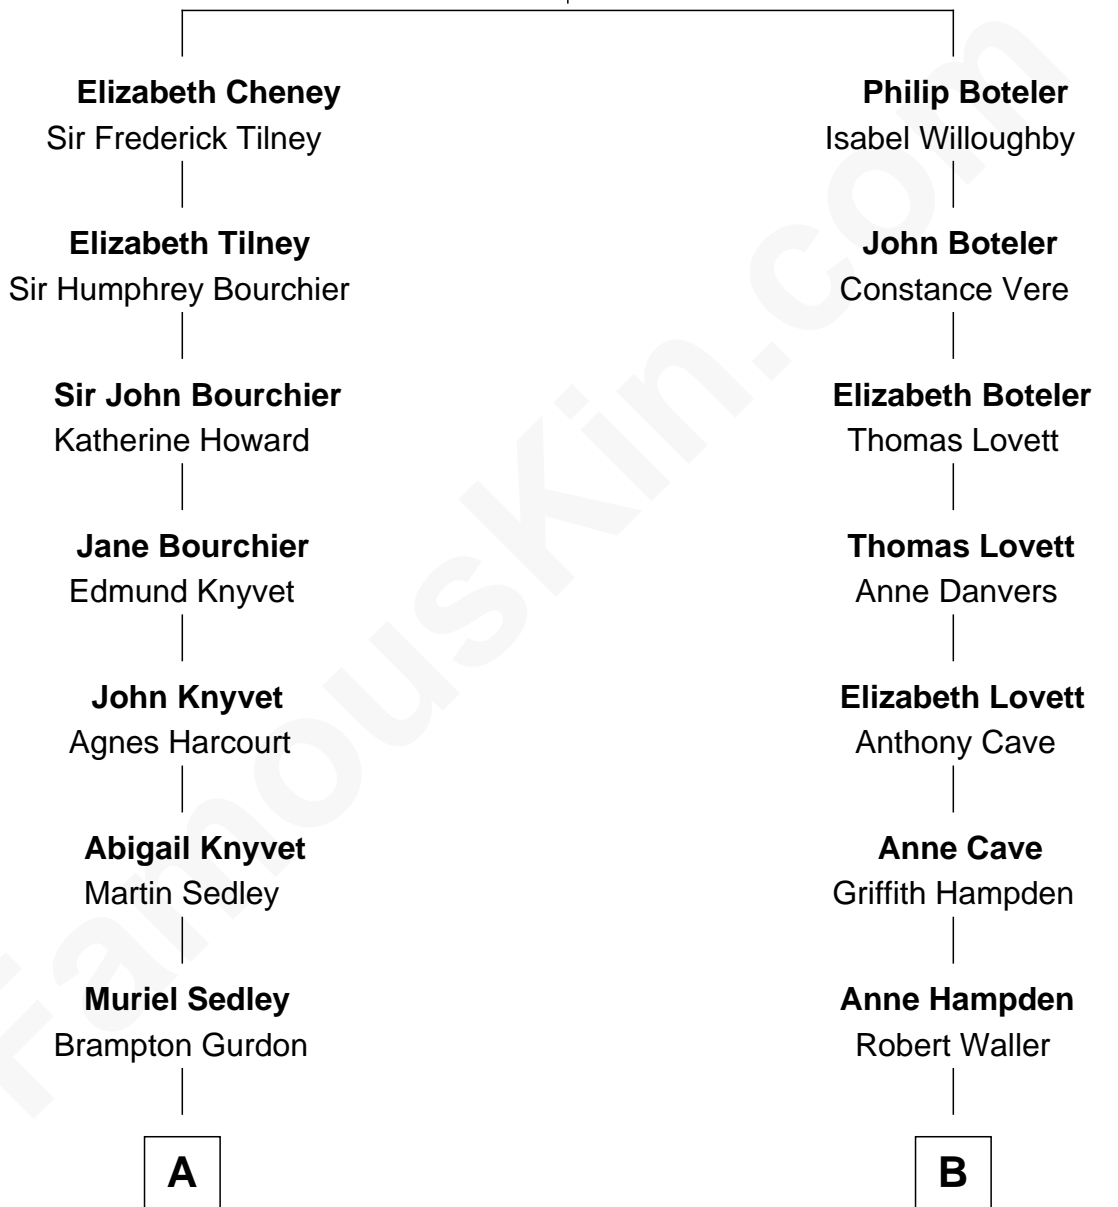 Elizabeth Cheney
Sir Frederick Tilney
Elizabeth Tilney
Sir Humphrey Bourchier
Sir John Bourchier
Katherine Howard
Jane Bourchier
Edmund Knyvet
John Knyvet
Agnes Harcourt
Abigail Knyvet
Martin Sedley
Muriel Sedley
Brampton Gurdon
A
Philip Boteler
Isabel Willoughby
John Boteler
Constance Vere
Elizabeth Boteler
Thomas Lovett
Thomas Lovett
Anne Danvers
Elizabeth Lovett
Anthony Cave
Anne Cave
Griffith Hampden
Anne Hampden
Robert Waller
B
FamousKin.com